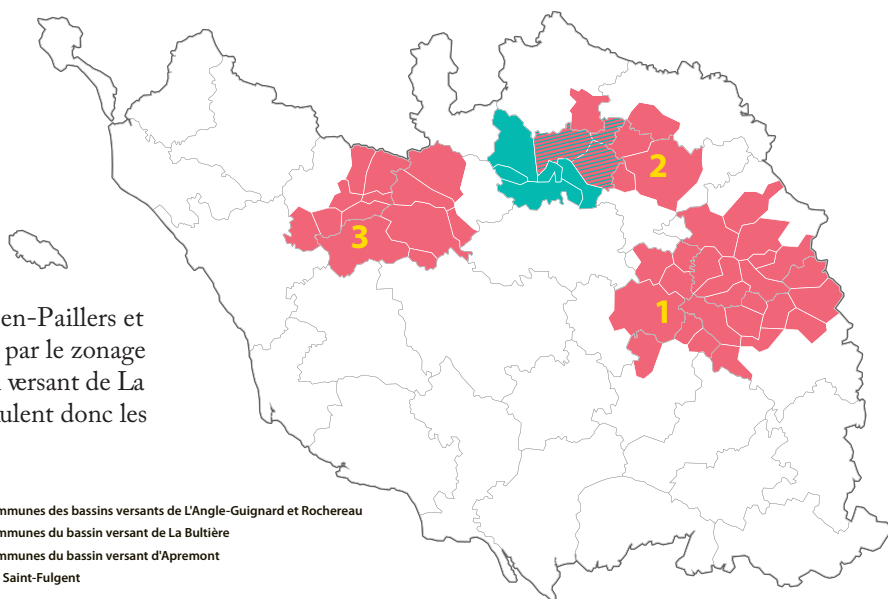 2
3
1
en-Paillers et
par le zonage
versant de La
ulent donc les
mmunes des bassins versants de L'Angle-Guignard et Rochereau
mmunes du bassin versant de La Bultière
mmunes du bassin versant d'Apremont
Saint-Fulgent